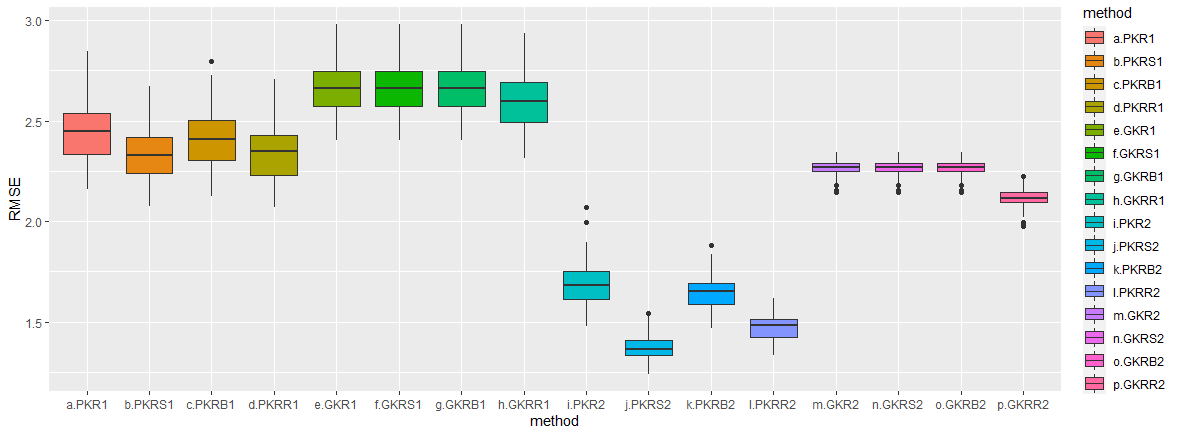 3.0
2.5
2.0
1.5
RMSE
a.PKR1 b.PKRS1 c.PKRB1 d.PKRR1 e.GKR1 f.GKRS1 g.GKRB1 h.GKRR1 i.PKR2 j.PKRS2 k.PKRB2 l.PKRR2 m.GKR2 n.GKRS2 o.GKRB2 p.GKRR2
method
method
a.PKR1
b.PKRS1
c.PKRB1
d.PKRR1
e.GKR1
f.GKRS1
g.GKRB1
h.GKRR1
i.PKR2
j.PKRS2
k.PKRB2
l.PKRR2
m.GKR2
n.GKRS2
o.GKRB2
p.GKRR2